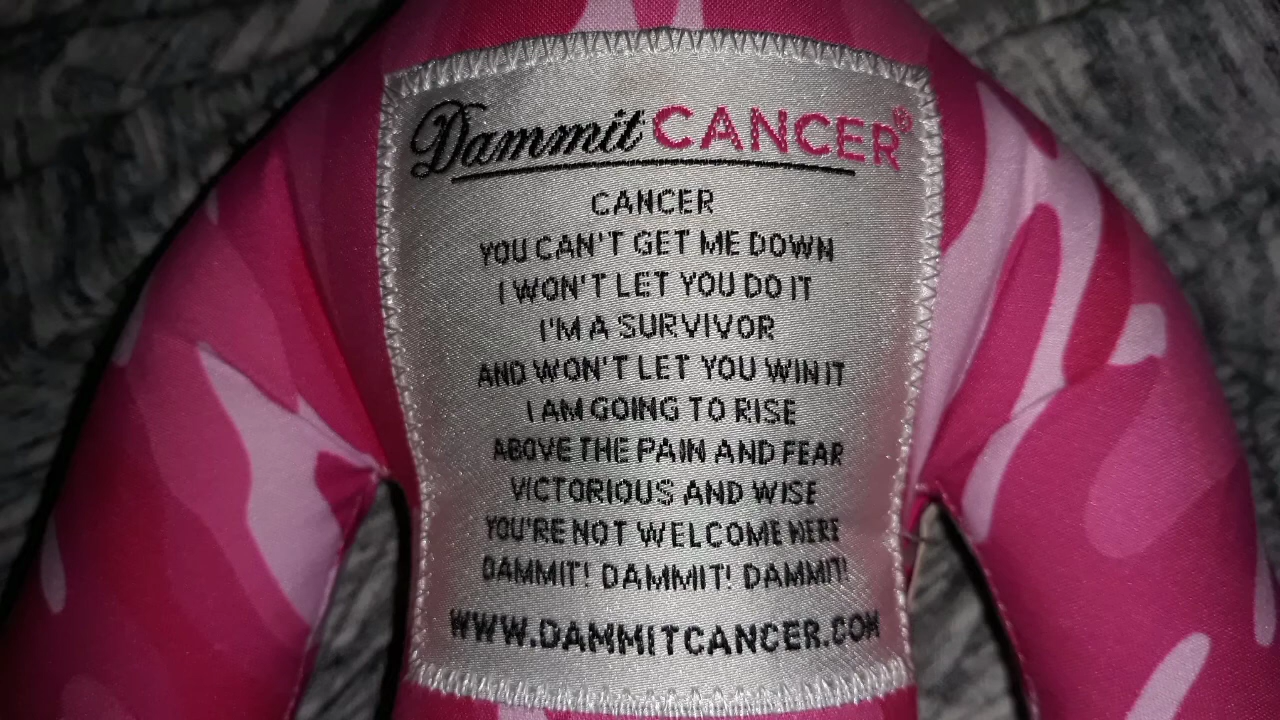 Dammit CANCER®
CANCER
YOU CAN'T GET ME DOWN
I WON'T LET YOU DO IT
I'M A SURVIVOR
AND WON'T LET YOU WIN IT
I AM GOING TO RISE
ABOVE THE PAIN AND FEAR
VICTORIOUS AND WISE
YOU'RE NOT WELCOME HERE
DAMMIT! DAMMIT! DAMMIT!
WWW.DAMMITCANCER.COM